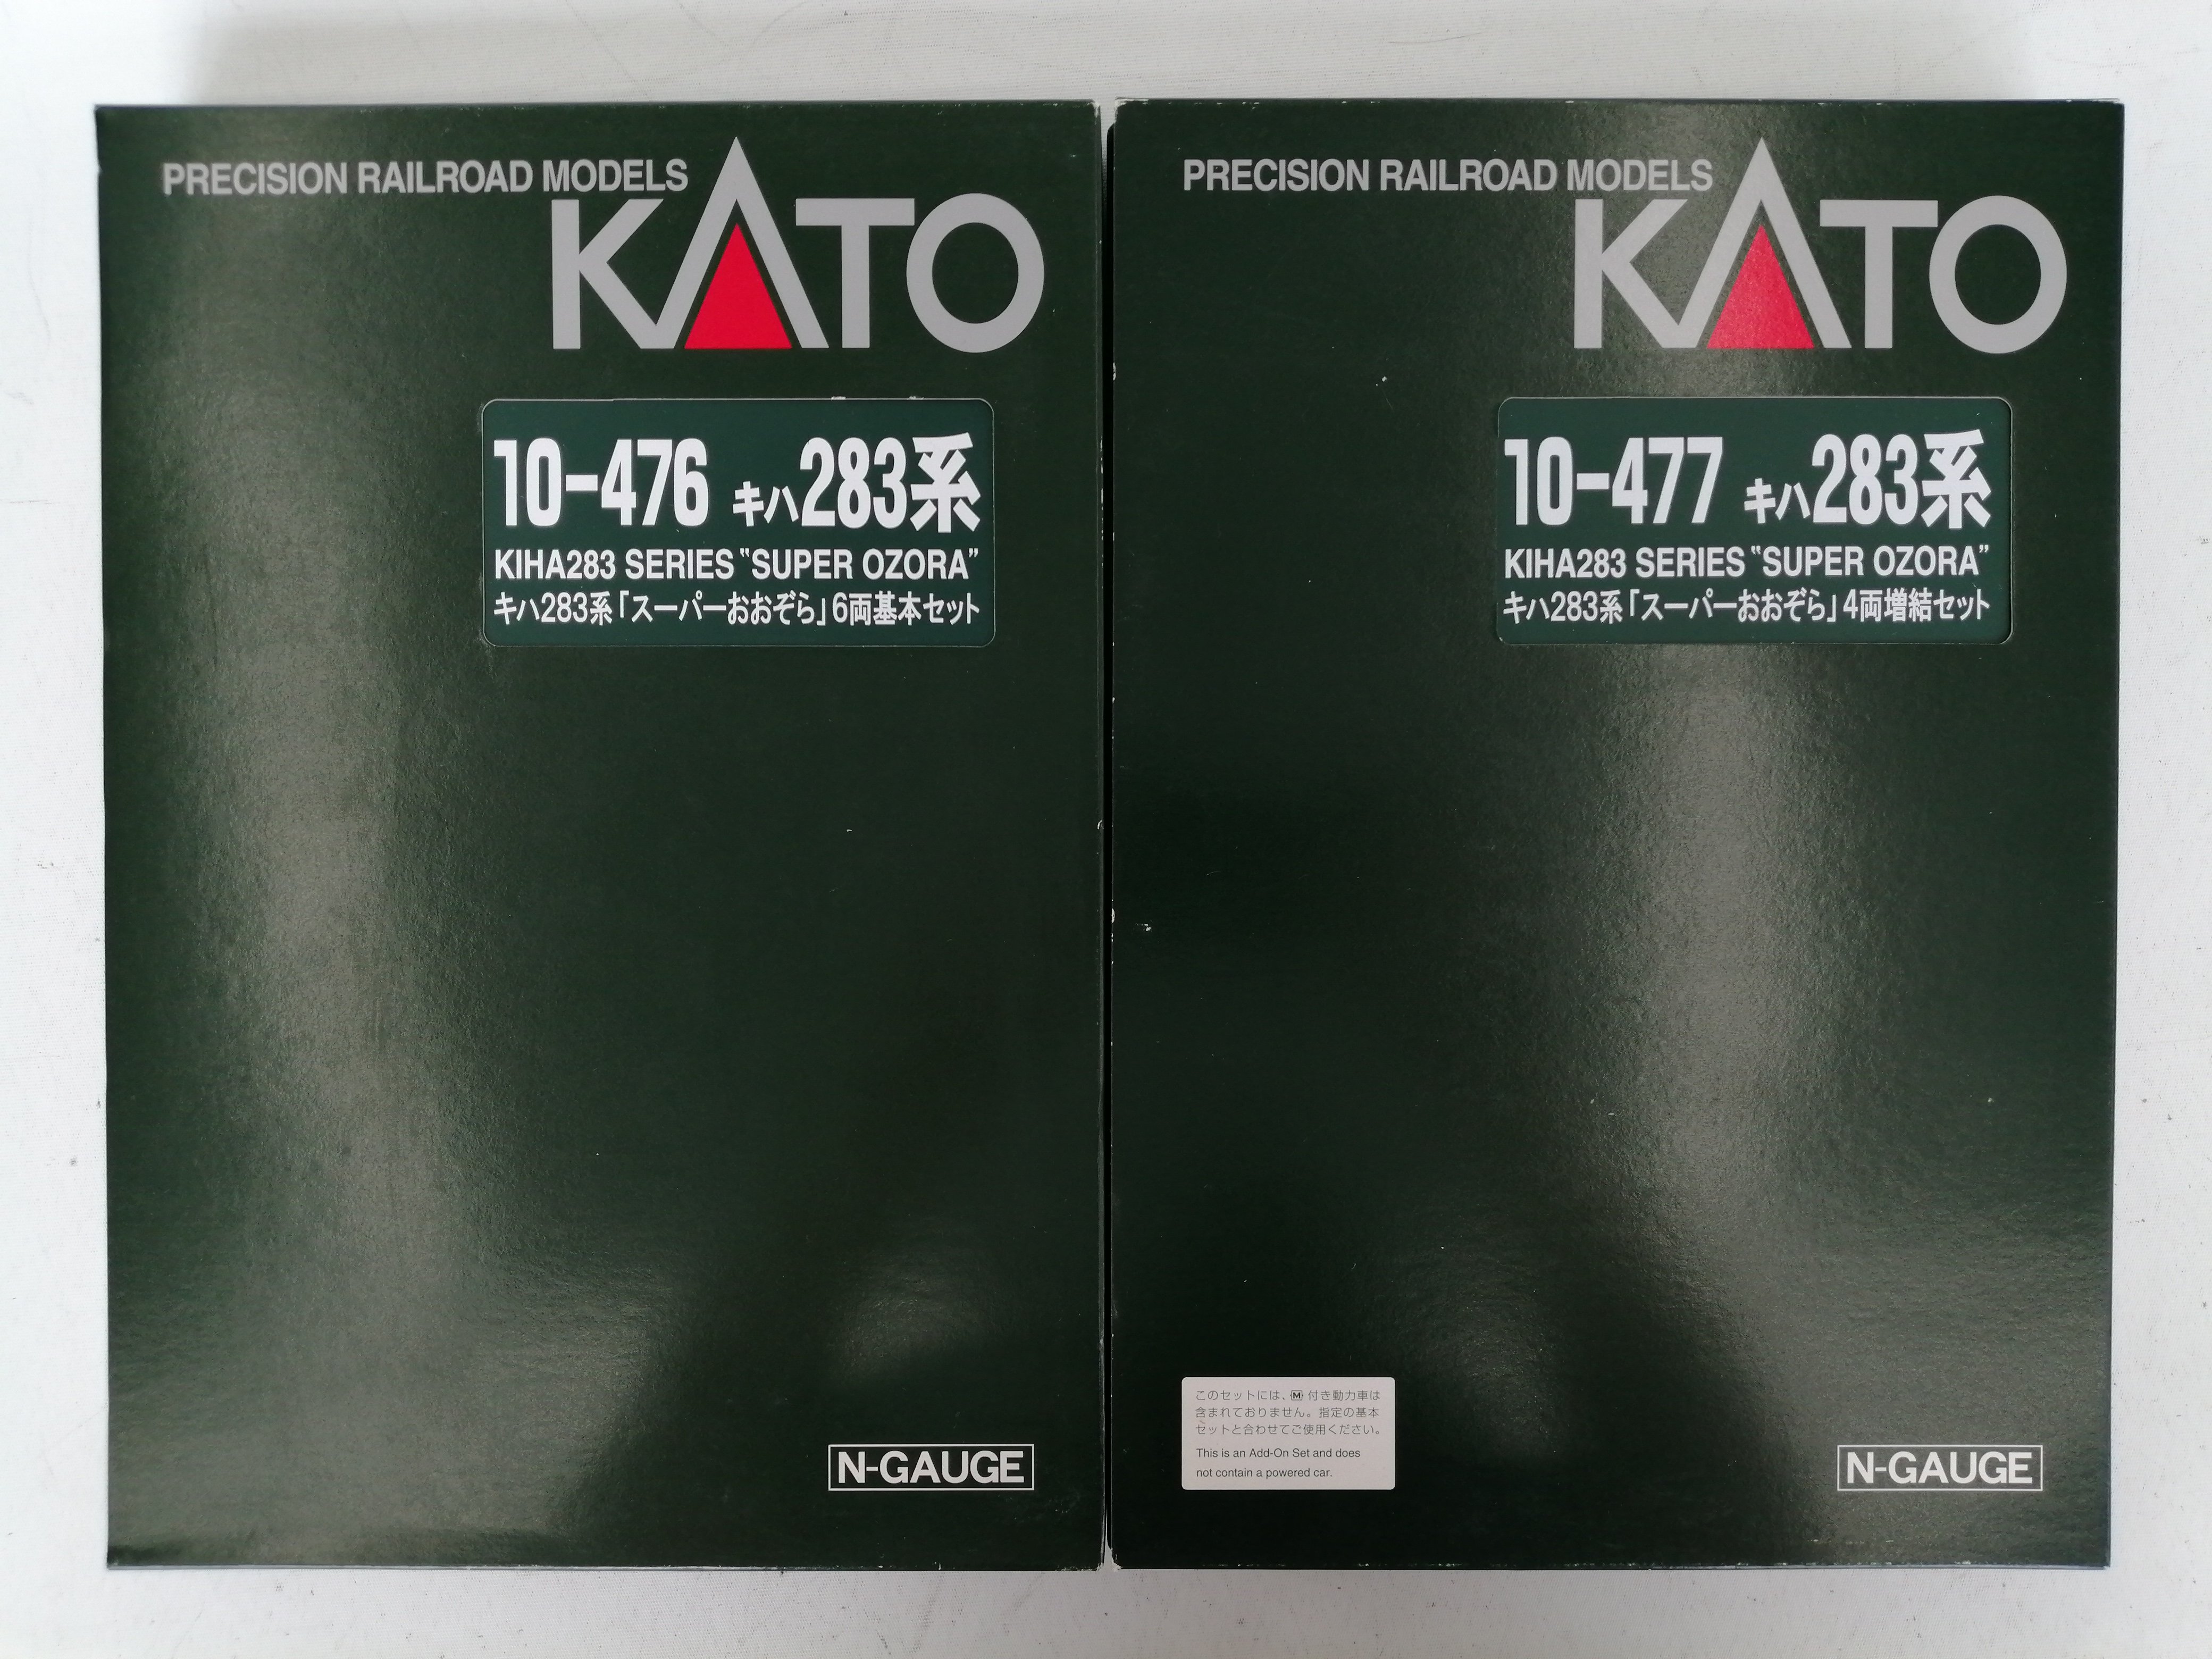 PRECISION RAILROAD MODELS
KATO
10-476 キハ283系
KIHA283 SERIES "SUPER OZORA"
キハ283系「スーパーおおぞら」6両基本セット
N-GAUGE
PRECISION RAILROAD MODELS
KATO
10-477 キハ283系
KIHA283 SERIES "SUPER OZORA"
キハ283系「スーパーおおぞら」4両増結セット
このセットには、M 付き動力車は
含まれておりません。指定の基本
セットと合わせてご使用ください。
This is an Add-On Set and does
not contain a powered car.
N-GAUGE